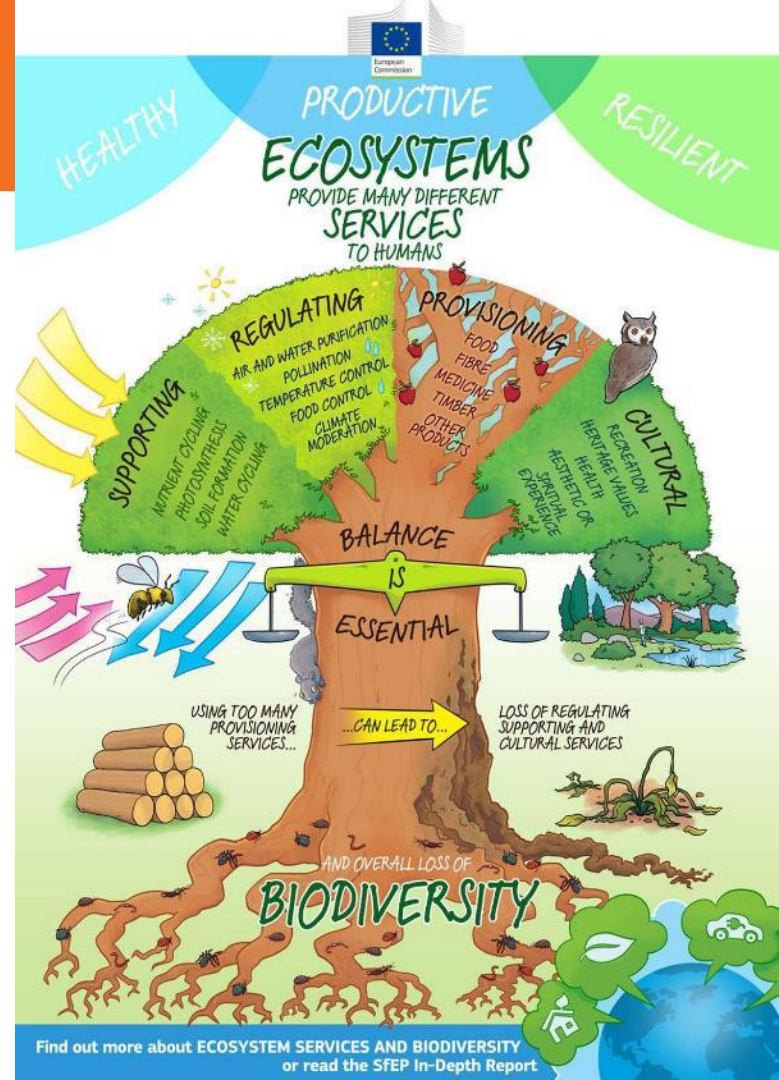 European
Commission
HEALTHY
PRODUCTIVE
RESILIENT
ECOSYSTEMS
PROVIDE MANY DIFFERENT
SERVICES
TO HUMANS
SUPPORTING
NUTRIENT CYCLING
PHOTOSYNTHESIS
SOIL FORMATION
WATER CYCLING
REGULATING
AIR AND WATER PURIFICATION
POLLINATION
TEMPERATURE CONTROL
FOOD CONTROL
CLIMATE
MODERATION
PROVISIONING
FOOD
FIBRE
MEDICINE
TIMBER
OTHER
PRODUCTS
CULTURAL
RECREATION
HERITAGE VALUES
HEALTH
AESTHETIC OR
SPRITUAL
EXPERIENCE
BALANCE
IS
ESSENTIAL
USING TOO MANY
PROVISIONING
SERVICES...
...CAN LEAD TO...
LOSS OF REGULATING
SUPPORTING AND
CULTURAL SERVICES
AND OVERALL LOSS OF
BIODIVERSITY
Find out more about ECOSYSTEM SERVICES AND BIODIVERSITY
or read the SfEP In-Depth Report